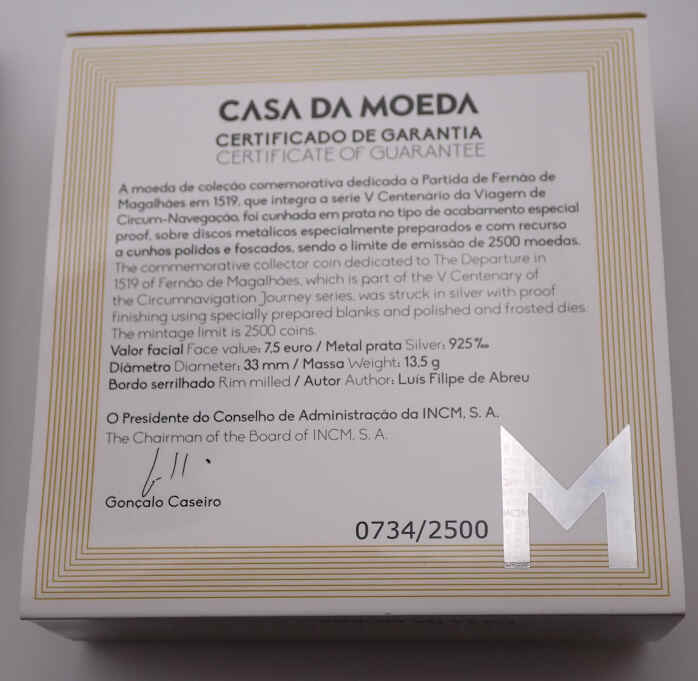 CASA DA MOEDA
CERTIFICADO DE GARANTIA
CERTIFICATE OF GUARANTEE
A moeda de coleção comemorativa dedicada à Partida de Fernão de
Magalhães em 1519, que integra a série V Centenário da Viagem de
Circum-Navegação, foi cunhada em prata no tipo de acabamento especial
proof, sobre discos metálicos especialmente preparados e com recurso
a cunhos polidos e foscados, sendo o limite de emissão de 2500 moedas.
The commemorative collector coin dedicated to The Departure in
1519 of Fernão de Magalhães, which is part of the V Centenary of
the Circumnavigation Journey series, was struck in silver with proof
finishing using specially prepared blanks and polished and frosted dies.
The mintage limit is 2500 coins.
Valor facial Face value: 7,5 euro / Metal prata Silver: 925‰
Diâmetro Diameter: 33 mm / Massa Weight: 13,5 g
Bordo serrilhado Rim milled / Autor Author: Luís Filipe de Abreu
O Presidente do Conselho de Administração da INCM, S. A.
The Chairman of the Board of INCM, S. A.
Gonçalo Caseiro
0734/2500
M